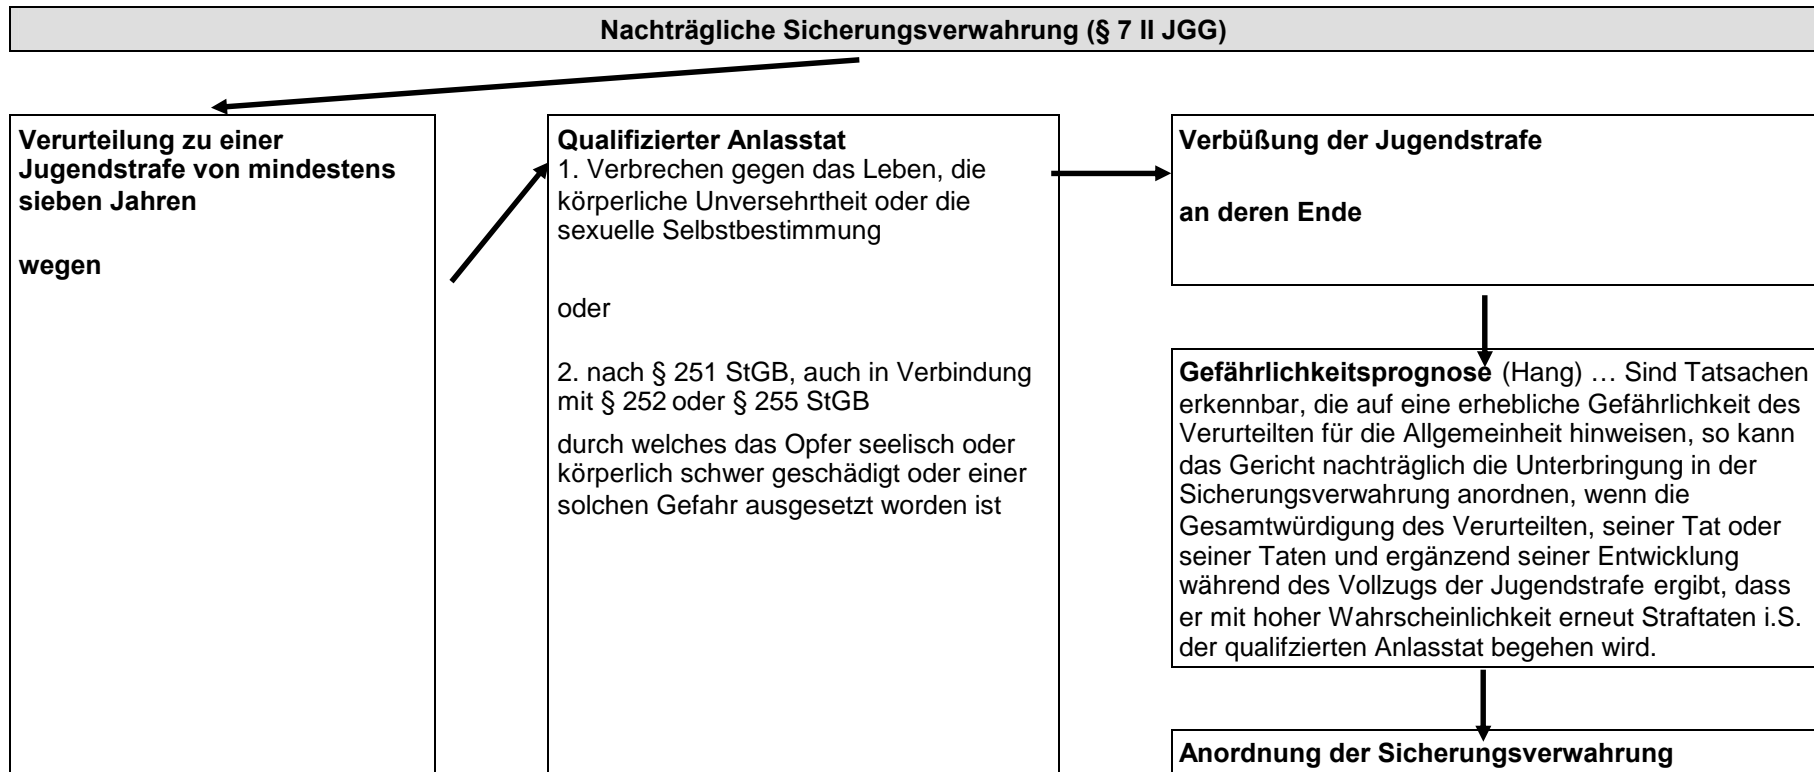 Nachträgliche Sicherungsverwahrung (§ 7 II JGG)
Verurteilung zu einer
Jugendstrafe von mindestens
sieben Jahren
wegen
Qualifizierter Anlasstat
1. Verbrechen gegen das Leben, die
körperliche Unversehrtheit oder die
sexuelle Selbstbestimmung
oder
2. nach § 251 StGB, auch in Verbindung
mit § 252 oder § 255 StGB
durch welches das Opfer seelisch oder
körperlich schwer geschädigt oder einer
solchen Gefahr ausgesetzt worden ist
Verbüßung der Jugendstrafe
an deren Ende
Gefährlichkeitsprognose (Hang) … Sind Tatsachen
erkennbar, die auf eine erhebliche Gefährlichkeit des
Verurteilten für die Allgemeinheit hinweisen, so kann
das Gericht nachträglich die Unterbringung in der
Sicherungsverwahrung anordnen, wenn die
Gesamtwürdigung des Verurteilten, seiner Tat oder
seiner Taten und ergänzend seiner Entwicklung
während des Vollzugs der Jugendstrafe ergibt, dass
er mit hoher Wahrscheinlichkeit erneut Straftaten i.S.
der qualifzierten Anlasstat begehen wird.
Anordnung der Sicherungsverwahrung